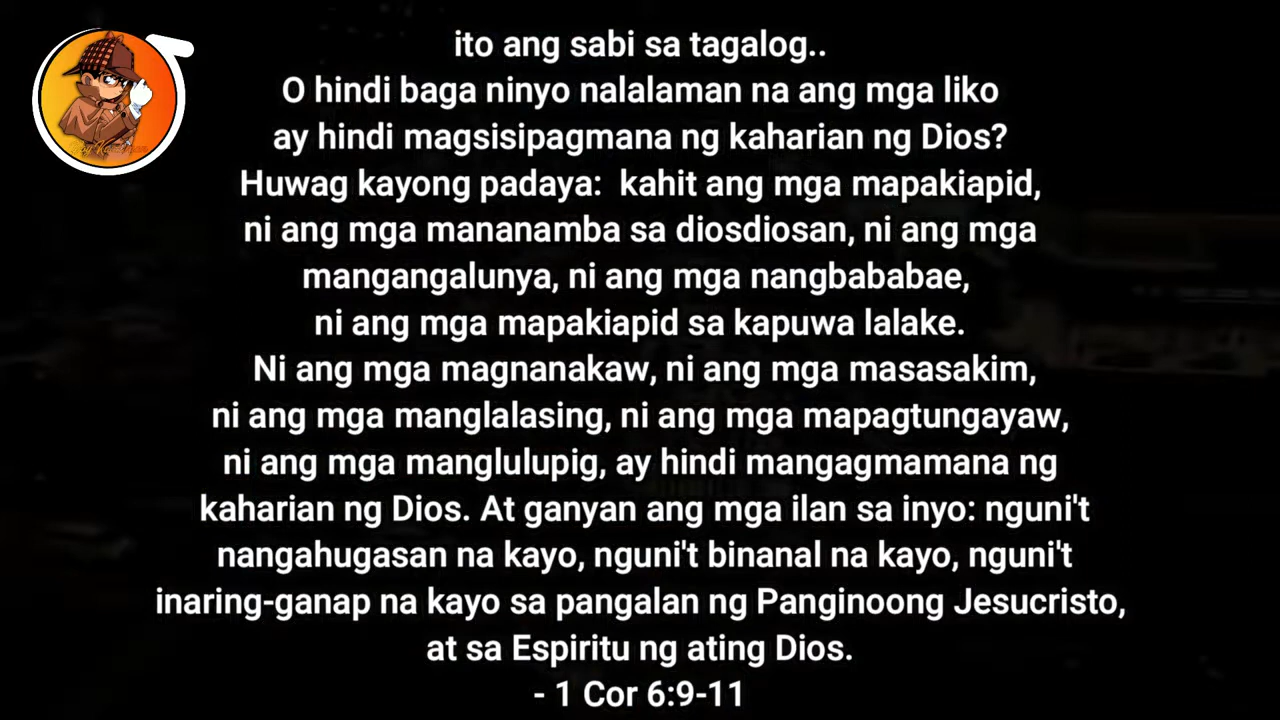 ito ang sabi sa tagalog..
O hindi baga ninyo nalalaman na ang mga liko
ay hindi magsisipagmana ng kaharian ng Dios?
Huwag kayong padaya: kahit ang mga mapakiapid,
ni ang mga mananamba sa diosdiosan, ni ang mga
mangangalunya, ni ang mga nangbababae,
ni ang mga mapakiapid sa kapuwa lalake.
Ni ang mga magnanakaw, ni ang mga masasakim,
ni ang mga manglalasing, ni ang mga mapagtungayaw,
ni ang mga manglulupig, ay hindi mangagmamana ng
kaharian ng Dios. At ganyan ang mga ilan sa inyo: nguni't
nangahugasan na kayo, nguni't binanal na kayo, nguni't
inaring-ganap na kayo sa pangalan ng Panginoong Jesucristo,
at sa Espiritu ng ating Dios.
- 1 Cor 6:9-11